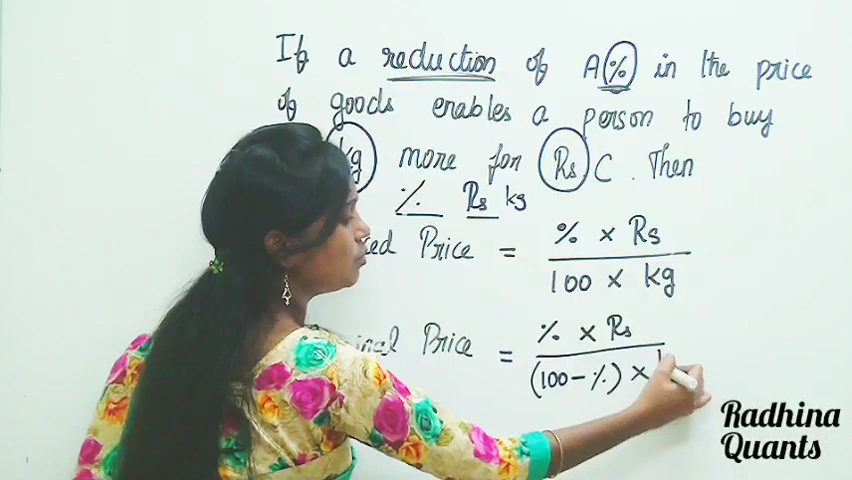 If a reduction of A % in the price
of goods enables a person to buy
kg more for Rs. C. Then
% Rs kg
Price = % × Rs
100 × kg
Price = % × Rs
(100 - %) ×
Radhina
Quants